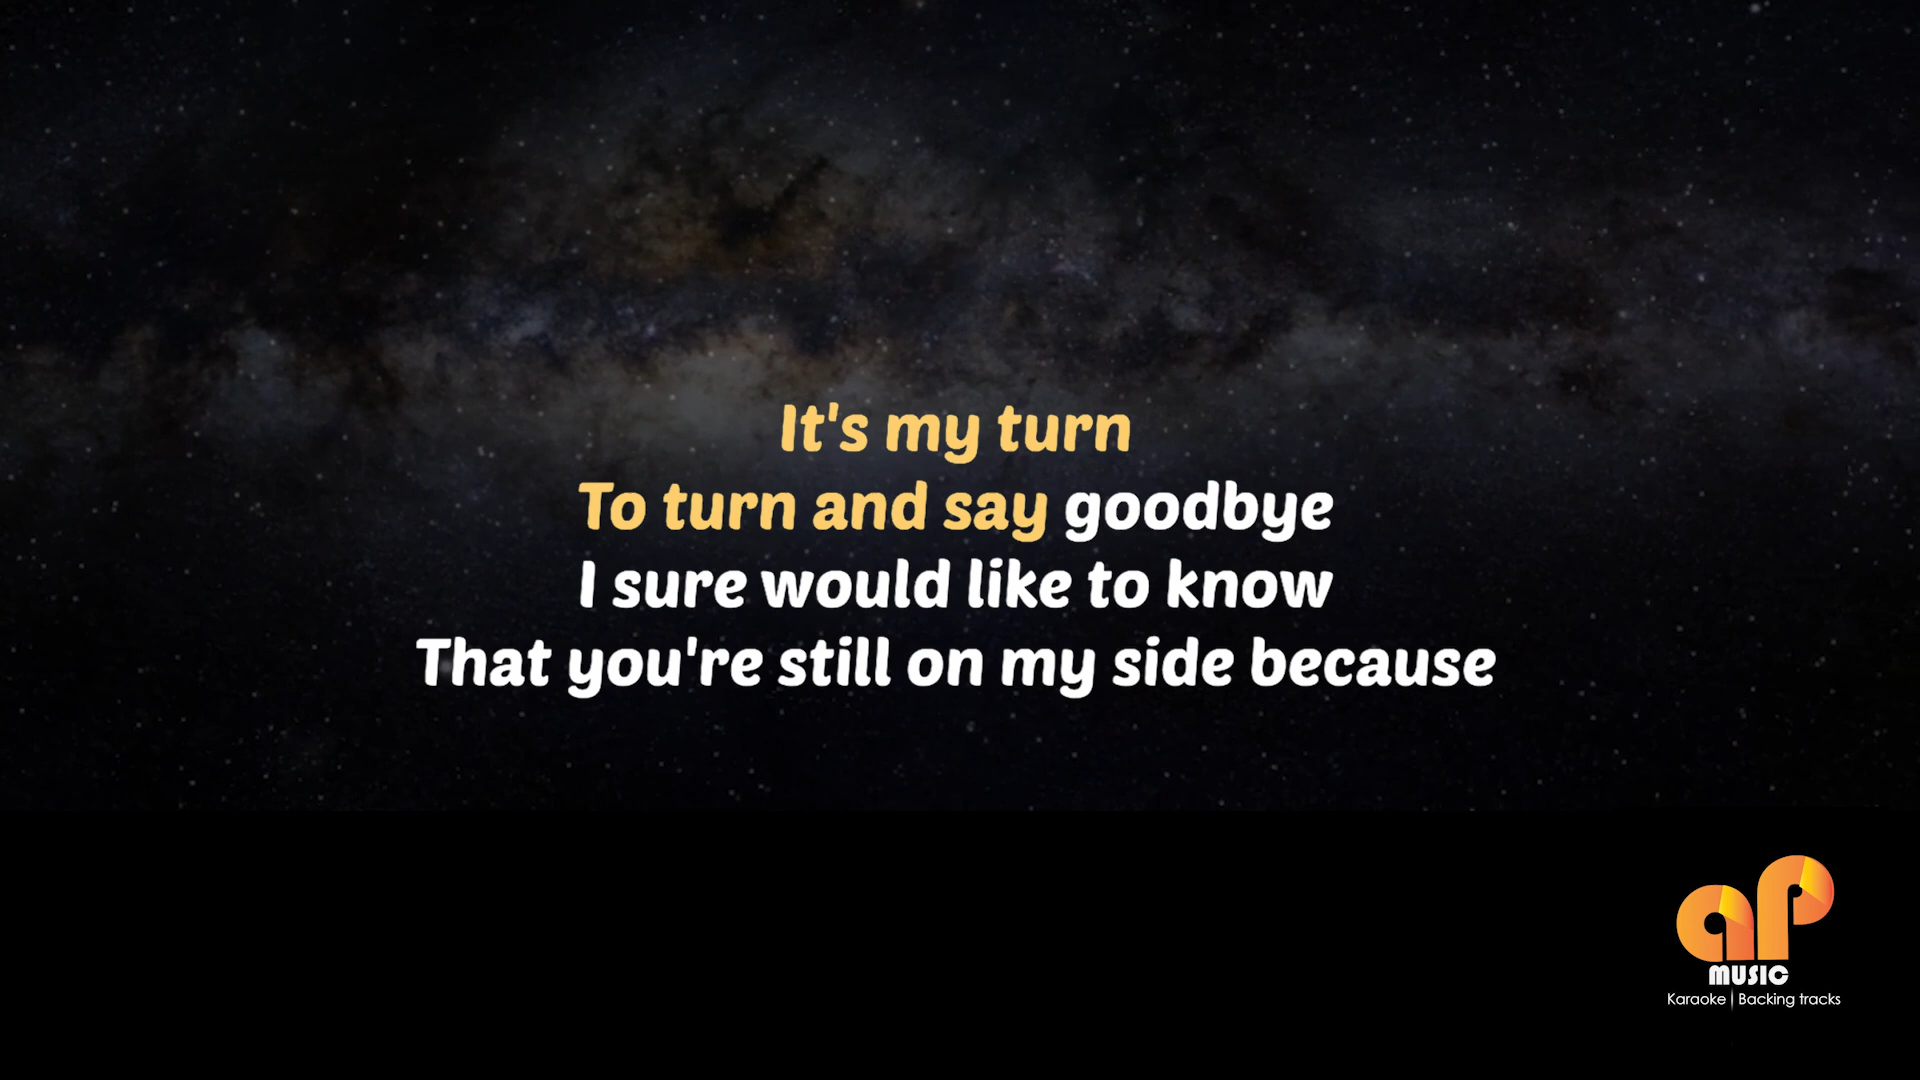 It's my turn
To turn and say goodbye
I sure would like to know
That you're still on my side because
ap
MUSIC
Karaoke | Backing tracks